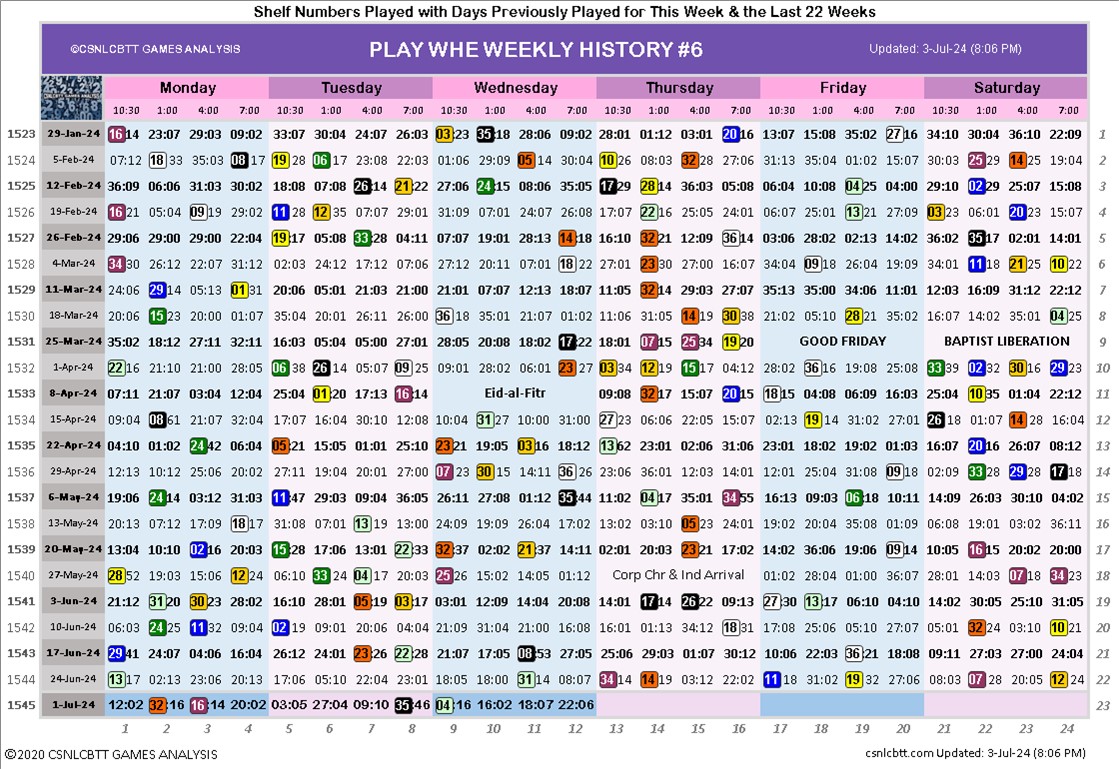 Shelf Numbers Played with Days Previously Played for This Week & the Last 22 Weeks
©CSNLCBTT GAMES ANALYSIS PLAY WHE WEEKLY HISTORY #6 Updated: 3-Jul-24 (8:06 PM)
Monday Tuesday Wednesday Thursday Friday Saturday
10:30 1:00 4:00 7:00 10:30 1:00 4:00 7:00 10:30 1:00 4:00 7:00 10:30 1:00 4:00 7:00 10:30 1:00 4:00 7:00 10:30 1:00 4:00 7:00
1523 29-Jan-24 16:14 23:07 29:03 09:02 33:07 30:04 24:07 26:03 03:23 35:18 28:06 09:02 28:01 01:12 03:01 20:16 13:07 15:08 35:02 27:16 34:10 30:04 36:10 22:09 1
1524 5-Feb-24 07:12 18:33 35:03 08:17 19:28 06:17 23:08 22:03 01:06 29:09 05:14 30:04 10:26 08:03 32:28 27:06 31:13 35:04 01:02 15:07 30:03 25:29 14:25 19:04 2
1525 12-Feb-24 36:09 06:06 31:03 30:02 18:08 07:08 26:14 21:22 27:06 24:15 08:06 35:05 17:29 28:14 36:03 05:08 06:04 10:08 04:25 04:00 29:10 02:29 25:07 15:08 3
1526 19-Feb-24 16:21 05:04 09:19 29:02 11:28 12:35 07:07 29:01 31:09 07:01 24:07 26:08 17:07 22:16 25:05 24:01 06:07 25:01 13:21 27:09 03:23 06:01 20:23 15:07 4
1527 26-Feb-24 29:06 29:00 29:00 22:04 19:17 05:08 33:28 04:11 07:07 19:01 28:13 14:18 16:10 32:21 12:09 36:14 03:06 28:02 02:13 14:02 36:02 35:17 02:01 14:01 5
1528 4-Mar-24 34:30 26:12 22:07 31:12 02:03 24:12 17:12 07:06 27:12 20:11 07:01 18:22 27:01 23:30 12:07 32:06 34:04 09:18 26:04 19:09 34:01 11:18 21:25 10:22 6
1529 11-Mar-24 24:06 29:14 05:13 01:31 20:06 05:01 21:03 21:00 21:01 07:07 12:13 18:07 11:05 32:14 29:03 27:07 35:13 35:00 34:06 11:01 12:03 16:09 31:12 22:12 7
1530 18-Mar-24 20:06 15:23 20:00 01:07 35:04 20:01 28:14 28:00 36:18 35:01 28:02 21:07 02:11 35:01 14:19 30:38 21:02 05:10 28:21 35:02 16:07 14:02 35:01 04:25 8
1531 25-Mar-24 35:02 18:12 27:11 32:11 16:03 05:04 05:00 27:01 28:05 20:08 18:02 17:22 18:01 07:15 25:34 19:20 GOOD FRIDAY BAPTIST LIBERATION 9
1532 1-Apr-24 22:16 21:10 21:00 28:05 06:38 26:14 05:07 09:25 09:01 28:02 06:01 23:27 03:34 12:19 15:17 04:12 28:02 36:16 19:08 28:01 33:39 02:32 30:16 29:23 10
1533 8-Apr-24 07:11 21:07 03:04 12:04 25:04 01:20 17:13 16:14 Eid-al-Fitr 09:08 32:17 15:07 20:15 18:15 04:08 06:09 16:03 25:04 10:35 01:04 22:12 11
1534 15-Apr-24 09:04 08:61 21:07 22:03 17:07 16:04 30:10 12:08 10:04 31:27 10:00 31:00 27:23 06:12 22:05 15:07 02:13 19:14 12:02 27:01 26:18 01:07 14:28 16:04 12
1535 22-Apr-24 04:10 01:02 24:42 06:04 05:21 15:05 01:01 25:10 23:21 19:05 03:16 18:12 13:62 23:01 02:06 31:06 23:01 18:02 19:02 01:03 16:07 20:16 26:07 08:12 13
1536 29-Apr-24 12:13 10:12 25:06 20:02 27:11 19:04 20:01 27:00 07:23 30:15 14:11 36:26 23:06 36:01 12:03 14:01 12:01 25:04 31:08 09:18 02:09 33:28 29:28 17:18 14
1537 6-May-24 19:06 24:14 03:12 31:03 11:47 29:03 09:04 36:05 26:11 27:08 01:12 35:44 11:02 04:17 35:01 34:55 16:13 09:03 06:18 10:11 14:09 26:03 30:10 04:02 15
1538 13-May-24 20:13 07:12 17:09 18:17 31:08 07:01 13:19 13:00 24:09 19:09 26:04 17:02 13:02 03:10 05:23 24:01 19:02 20:04 35:08 01:09 06:08 19:01 03:02 36:11 16
1539 20-May-24 13:04 10:10 02:16 20:03 15:28 17:06 13:01 22:33 32:37 02:02 21:37 14:11 02:01 20:03 23:21 17:02 14:02 36:06 19:06 09:14 10:05 16:15 20:02 20:00 17
1540 27-May-24 28:52 19:03 15:06 12:24 06:10 33:24 04:17 20:03 25:26 15:02 14:05 01:12 Corp Chr & Ind Arrival 01:02 28:04 01:00 36:07 28:01 14:03 07:18 34:23 18
1541 3-Jun-24 21:12 31:20 30:23 28:02 16:10 28:01 05:19 03:17 03:01 12:09 14:04 20:08 14:01 17:14 26:22 09:13 27:30 13:17 06:10 04:10 14:02 30:05 25:10 31:05 19
1542 10-Jun-24 06:03 24:25 11:32 09:04 02:19 09:01 20:06 04:04 21:09 31:04 21:00 16:08 16:01 01:13 34:12 18:31 17:08 25:06 05:10 27:07 01:05 32:24 03:10 10:21 20
1543 17-Jun-24 29:41 24:07 04:06 16:04 26:12 24:01 23:26 22:28 21:07 17:05 08:53 27:05 25:06 29:03 01:07 30:12 10:06 22:03 36:21 18:08 09:11 27:03 27:00 24:04 21
1544 24-Jun-24 13:17 02:13 23:06 20:13 17:06 05:10 22:04 23:01 18:05 18:00 31:14 08:07 34:14 14:19 03:12 22:02 11:18 31:02 19:32 27:06 08:03 07:28 20:05 12:24 22
1545 1-Jul-24 12:02 32:16 16:14 20:02 03:05 27:04 09:10 35:46 04:16 16:02 18:07 22:06 23
1 2 3 4 5 6 7 8 9 10 11 12 13 14 15 16 17 18 19 20 21 22 23 24
©2020 CSNLCBTT GAMES ANALYSIS csnlcbtt.com Updated: 3-Jul-24 (8:06 PM)